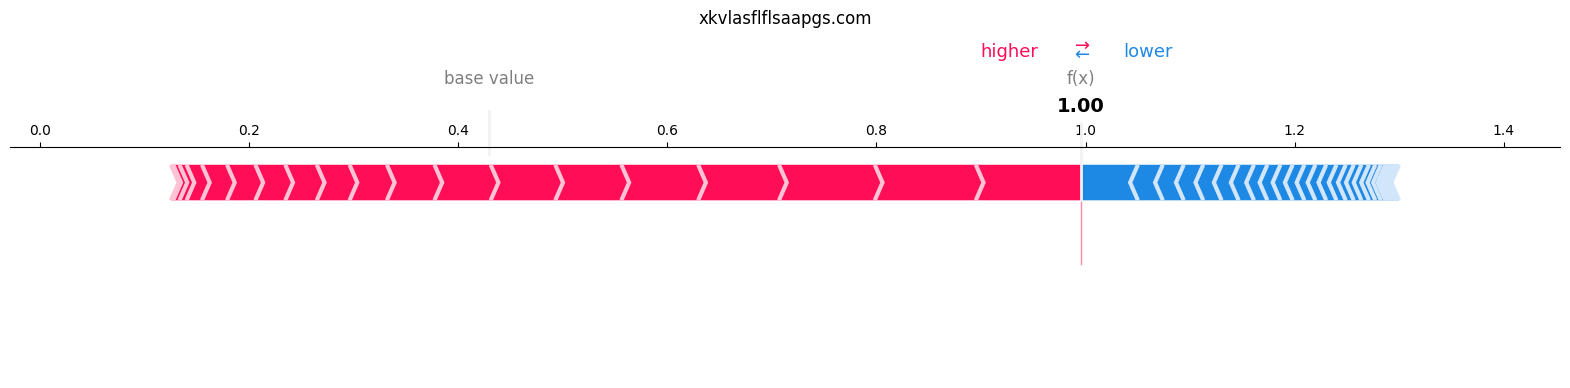 xkvlasflflsaapgs.com
higher ⇄ lower
base value f(x)
1.00
0.0 0.2 0.4 0.6 0.8 1.0 1.2 1.4